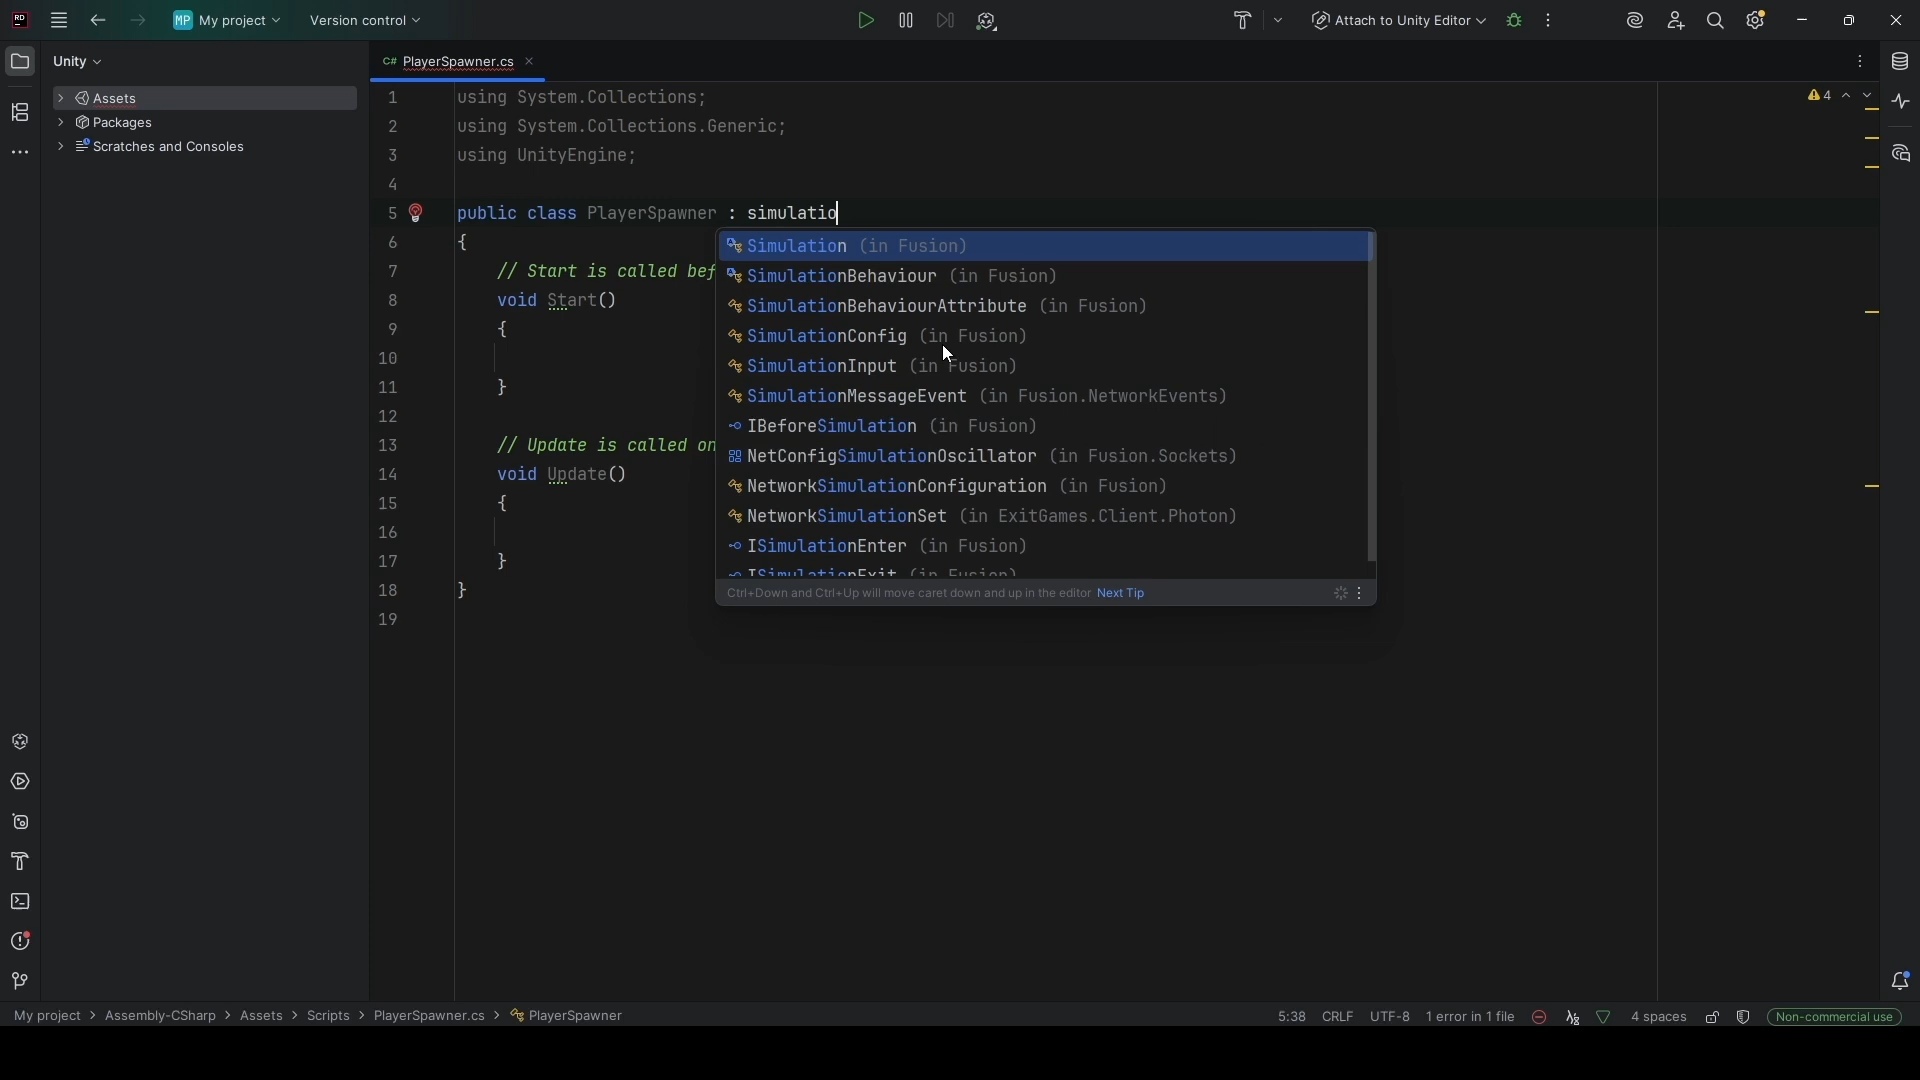 RD MP My project Version control Attach to Unity Editor
Unity
C# PlayerSpawner.cs
Assets
Packages
Scratches and Consoles
4
1 using System.Collections;
2 using System.Collections.Generic;
3 using UnityEngine;
4
5 public class PlayerSpawner : simulatio
6 {
7 // Start is called bef
8 void Start()
9 {
10
11 }
12
13 // Update is called on
14 void Update()
15 {
16
17 }
18 }
19
Simulation (in Fusion)
SimulationBehaviour (in Fusion)
SimulationBehaviourAttribute (in Fusion)
SimulationConfig (in Fusion)
SimulationInput (in Fusion)
SimulationMessageEvent (in Fusion.NetworkEvents)
IBeforeSimulation (in Fusion)
NetConfigSimulationOscillator (in Fusion.Sockets)
NetworkSimulationConfiguration (in Fusion)
NetworkSimulationSet (in ExitGames.Client.Photon)
ISimulationEnter (in Fusion)
ISimulationExit (in Fusion)
Ctrl+Down and Ctrl+Up will move caret down and up in the editor Next Tip
My project > Assembly-CSharp > Assets > Scripts > PlayerSpawner.cs > PlayerSpawner
5:38 CRLF UTF-8 1 error in 1 file 4 spaces Non-commercial use